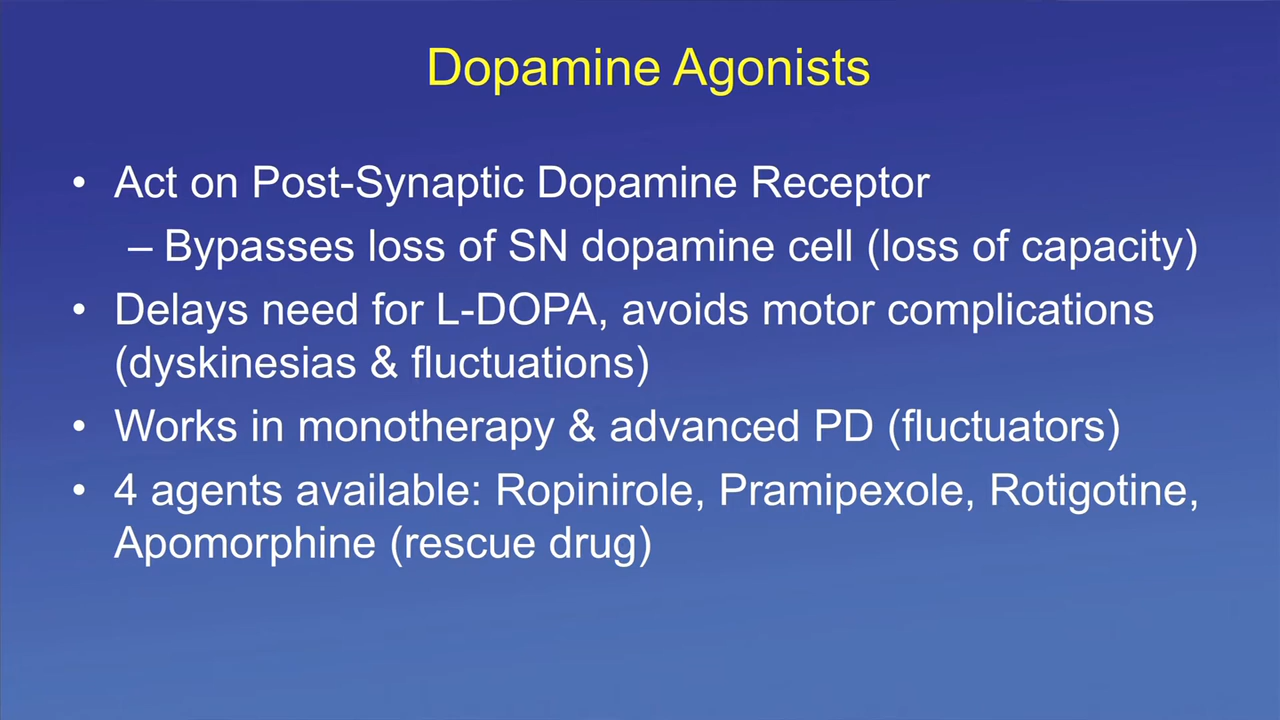 Dopamine Agonists
• Act on Post-Synaptic Dopamine Receptor
– Bypasses loss of SN dopamine cell (loss of capacity)
• Delays need for L-DOPA, avoids motor complications
(dyskinesias & fluctuations)
• Works in monotherapy & advanced PD (fluctuators)
• 4 agents available: Ropinirole, Pramipexole, Rotigotine,
Apomorphine (rescue drug)